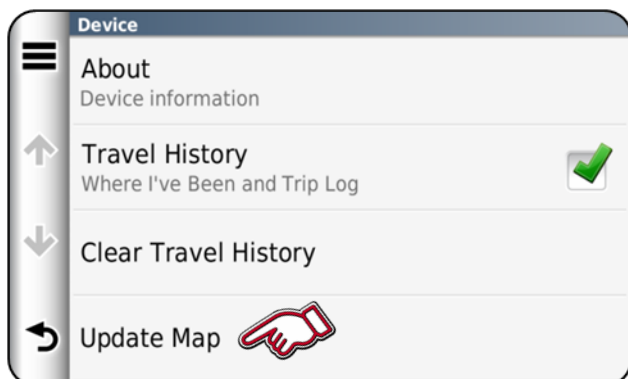 Device
About
Device information
Travel History
Where I've Been and Trip Log
Clear Travel History
Update Map